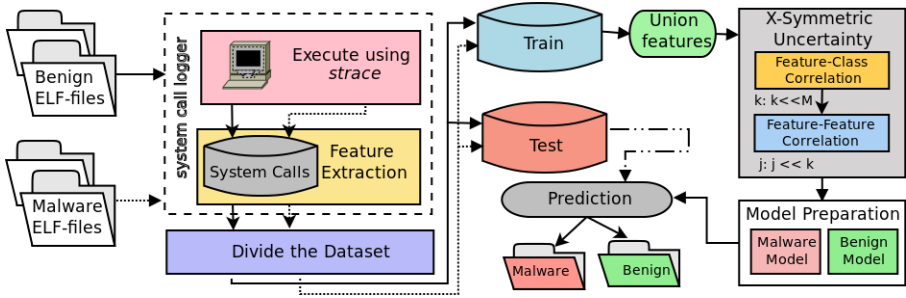 Benign
ELF-files
Malware
ELF-files
system call logger
Execute using
strace
System Calls
Feature
Extraction
Divide the Dataset
Train
Union
features
Test
Prediction
Malware
Benign
X-Symmetric
Uncertainty
Feature-Class
Correlation
k: k<<M
Feature-Feature
Correlation
j: j << k
Model Preparation
Malware
Model
Benign
Model